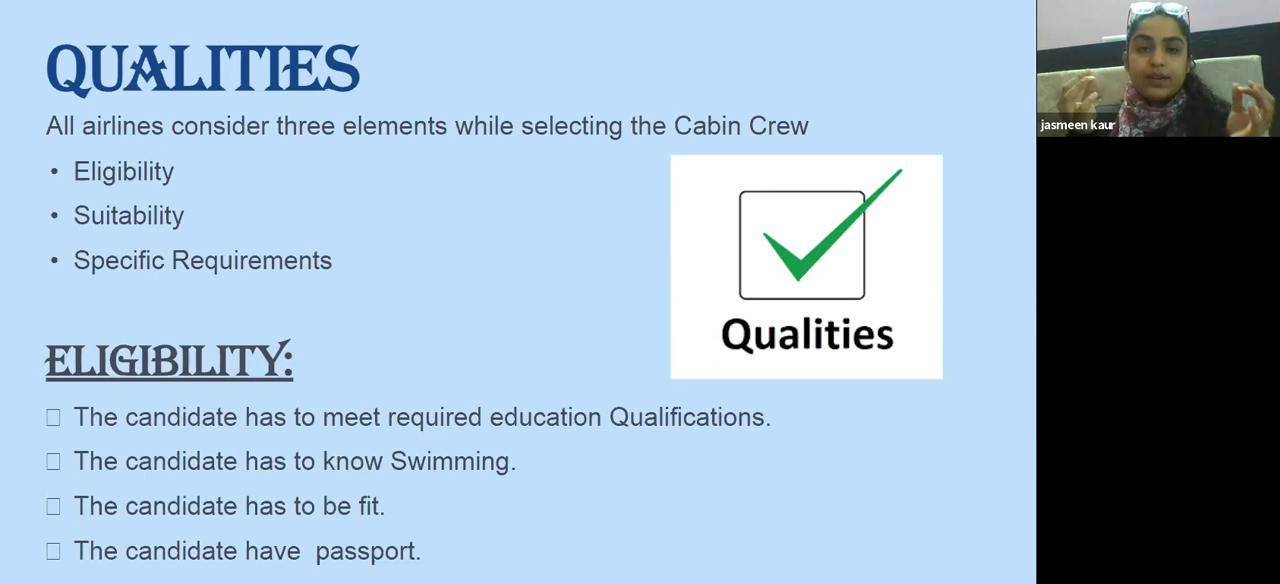 QUALITIES
All airlines consider three elements while selecting the Cabin Crew
• Eligibility
• Suitability
• Specific Requirements
Qualities
ELIGIBILITY:
The candidate has to meet required education Qualifications.
The candidate has to know Swimming.
The candidate has to be fit.
The candidate have  passport.
jasmeen kaur